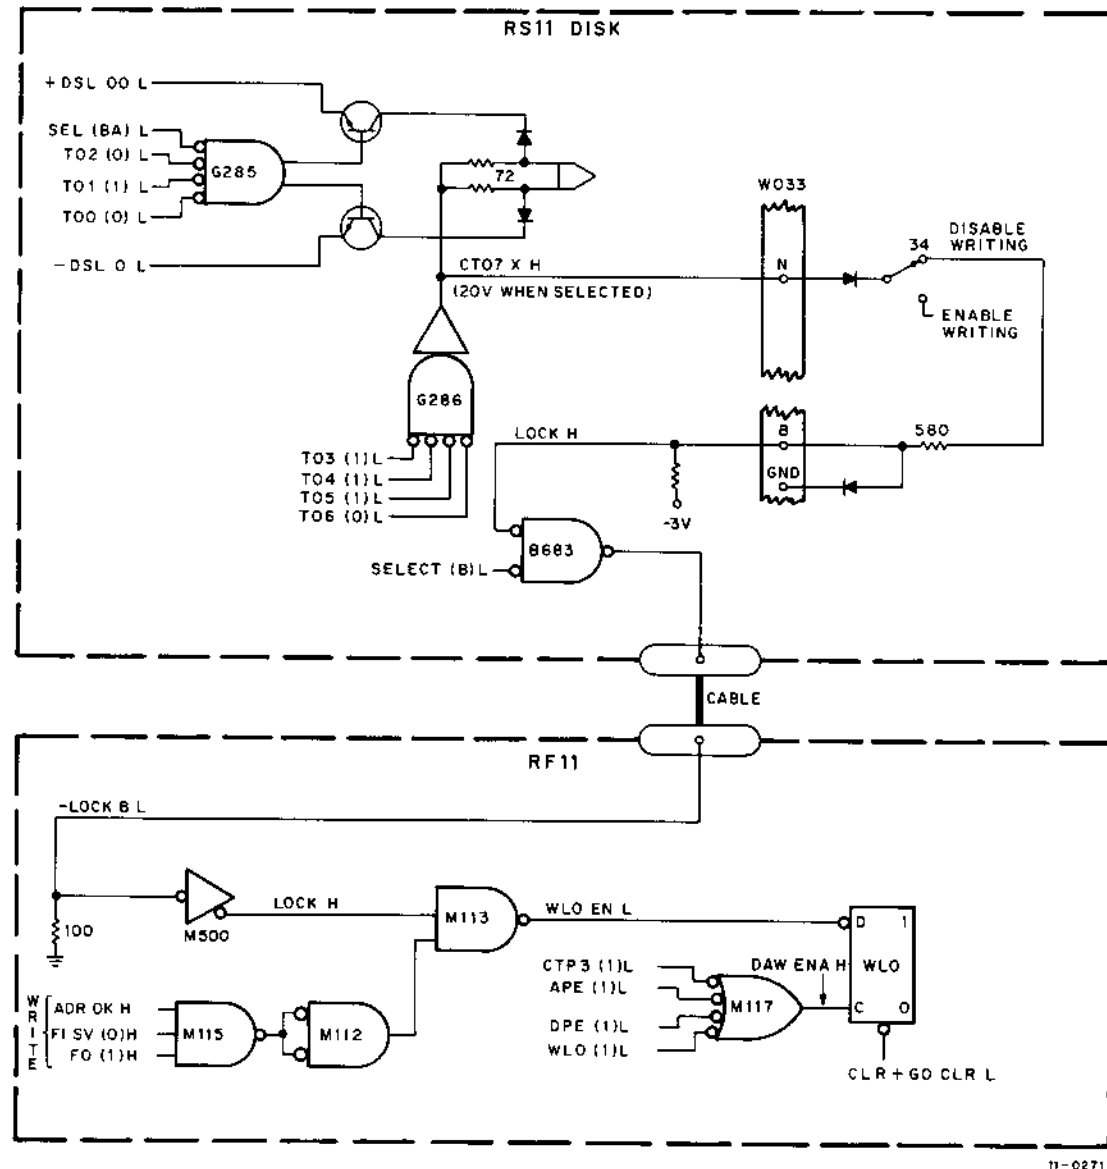 RS11 DISK
+DSL 00 L
SEL (BA) L
T02 (0) L
T01 (1) L
T00 (0) L
G285
72
-DSL 0 L
W033
34
DISABLE
WRITING
N
CT07 X H
(20V WHEN SELECTED)
ENABLE
WRITING
G286
T03 (1) L
T04 (1) L
T05 (1) L
T06 (0) L
LOCK H
B
580
GND
-3V
B683
SELECT (B) L
CABLE
RF11
-LOCK B L
100
M500
LOCK H
M113
WLO EN L
D 1
WLO
C 0
CTP3 (1) L
APE (1) L
DPE (1) L
WLO (1) L
M117
DAW ENA H
WRITE
ADR OK H
FI SV (0) H
F0 (1) H
M115
M112
CLR + GO CLR L
11-0271